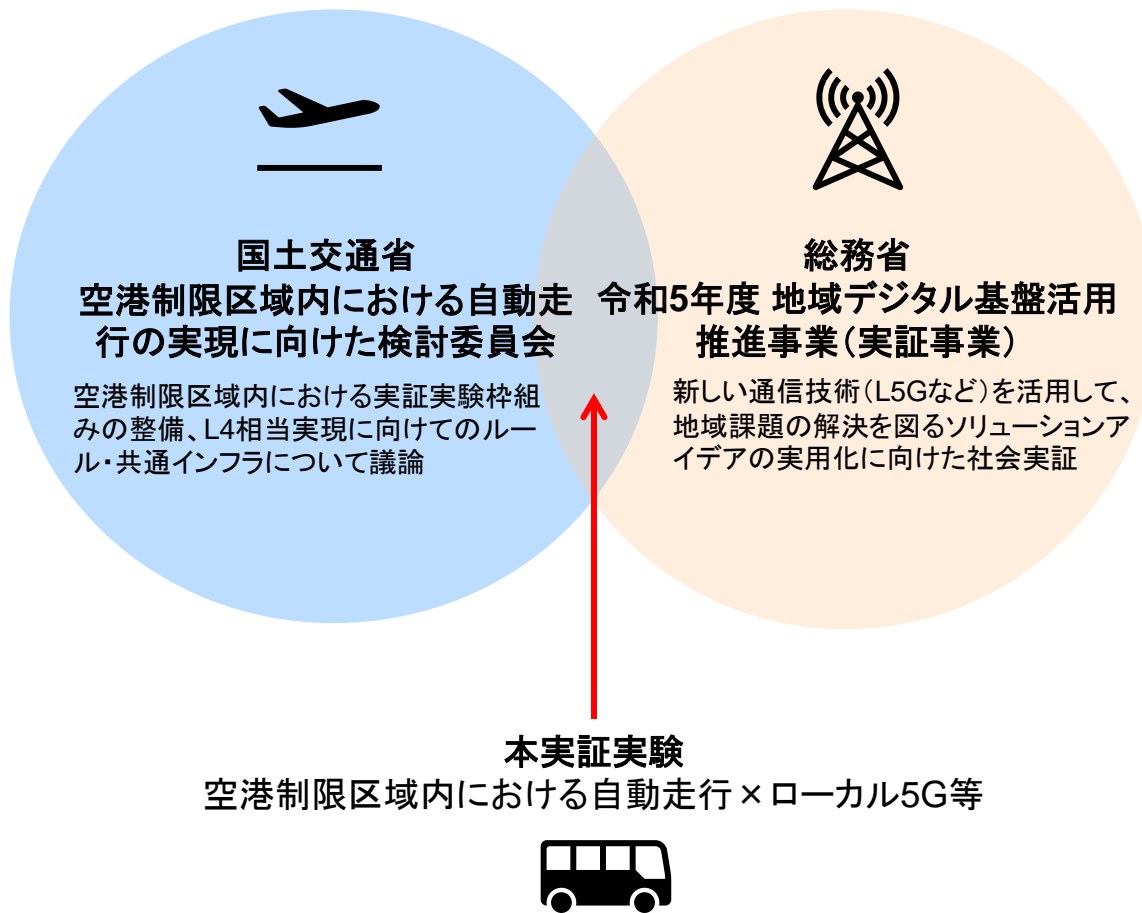 国土交通省
空港制限区域内における自動走
行の実現に向けた検討委員会
空港制限区域内における実証実験枠組
みの整備、L4相当実現に向けてのルー
ル・共通インフラについて議論
総務省
令和5年度 地域デジタル基盤活用
推進事業(実証事業)
新しい通信技術(L5Gなど)を活用して、
地域課題の解決を図るソリューションア
イデアの実用化に向けた社会実証
本実証実験
空港制限区域内における自動走行×ローカル5G等